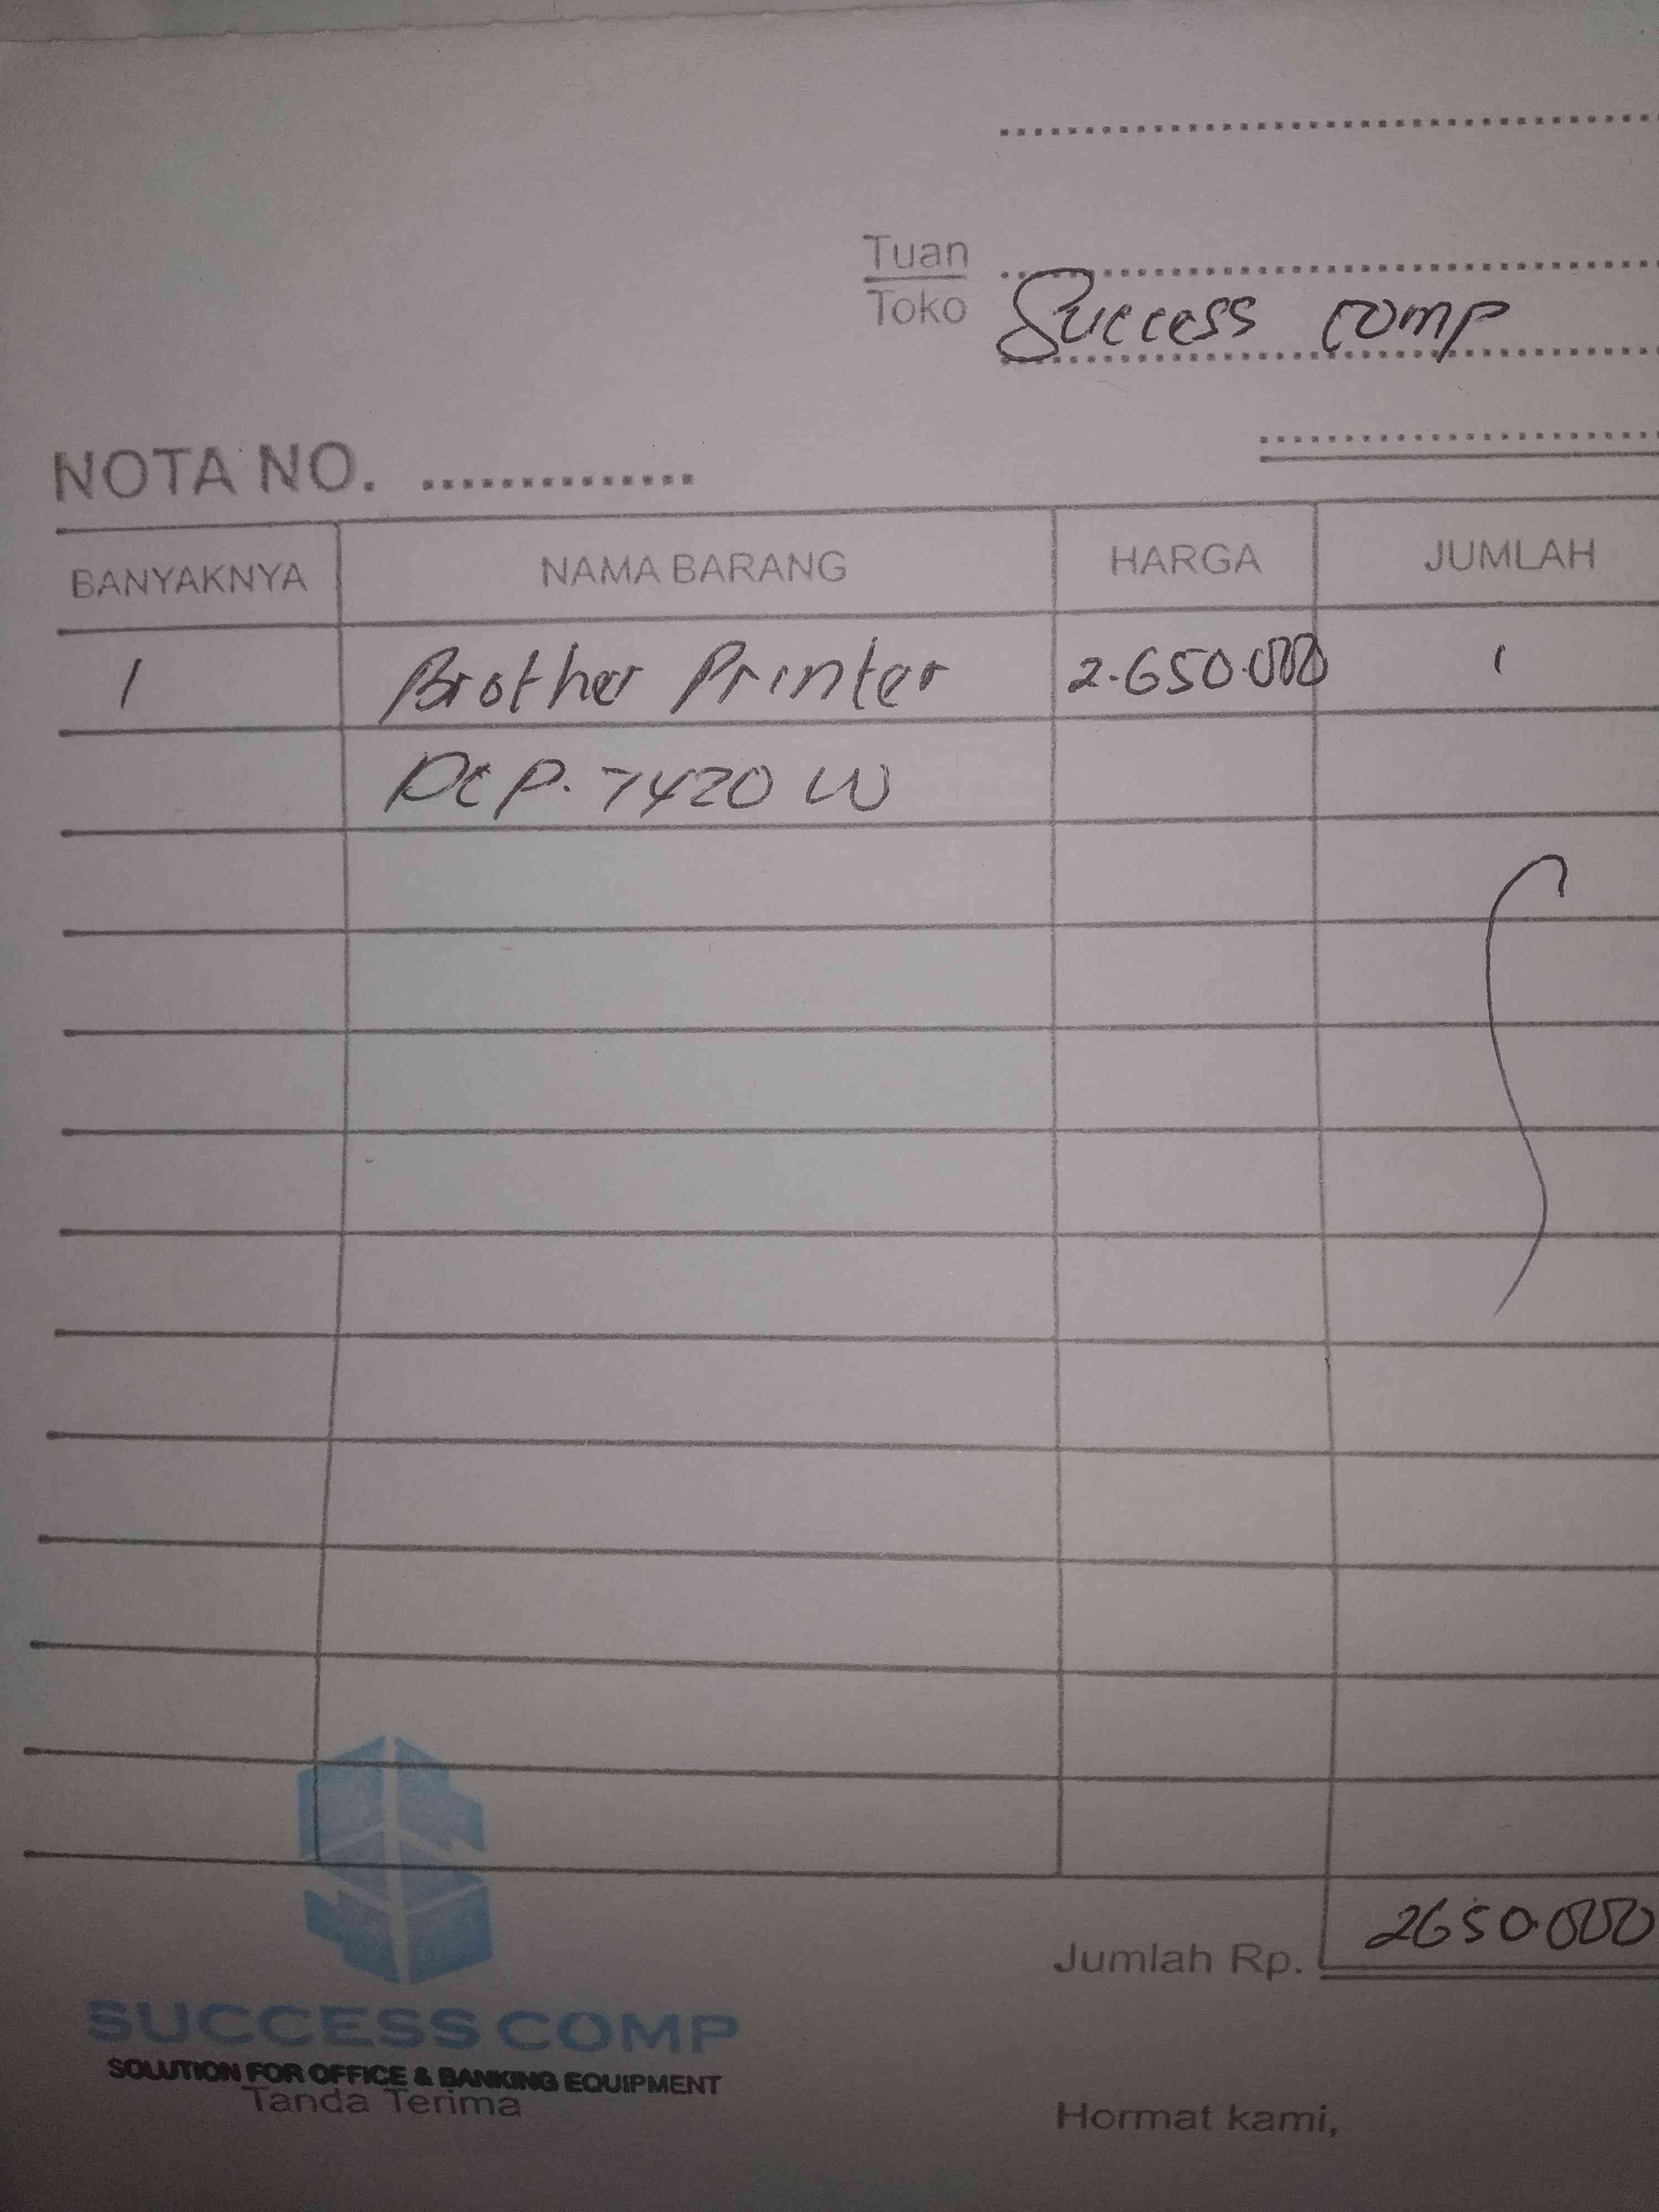 Tuan
Toko Success comp
NOTA NO. ..............
BANYAKNYA NAMA BARANG HARGA JUMLAH
1 Brother Printer 2.650.000 1
DCP. 7420 W
Jumlah Rp. 2650.000
SUCCESS COMP
SOLUTION FOR OFFICE & BANKING EQUIPMENT
Tanda Terima
Hormat kami,